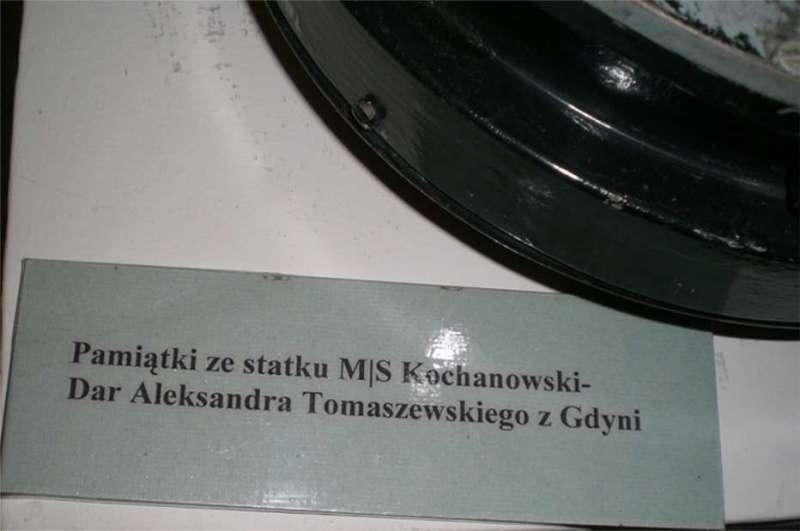 Pamiątki ze statku M|S Kochanowski-
Dar Aleksandra Tomaszewskiego z Gdyni